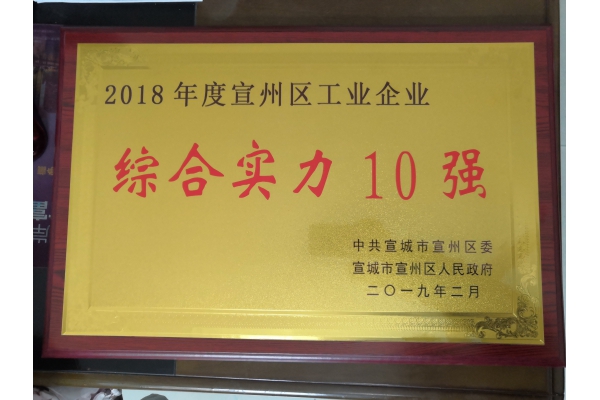 2018年度宣州区工业企业
综合实力10强
中共宣城市宣州区委
宣城市宣州区人民政府
二〇一九年二月